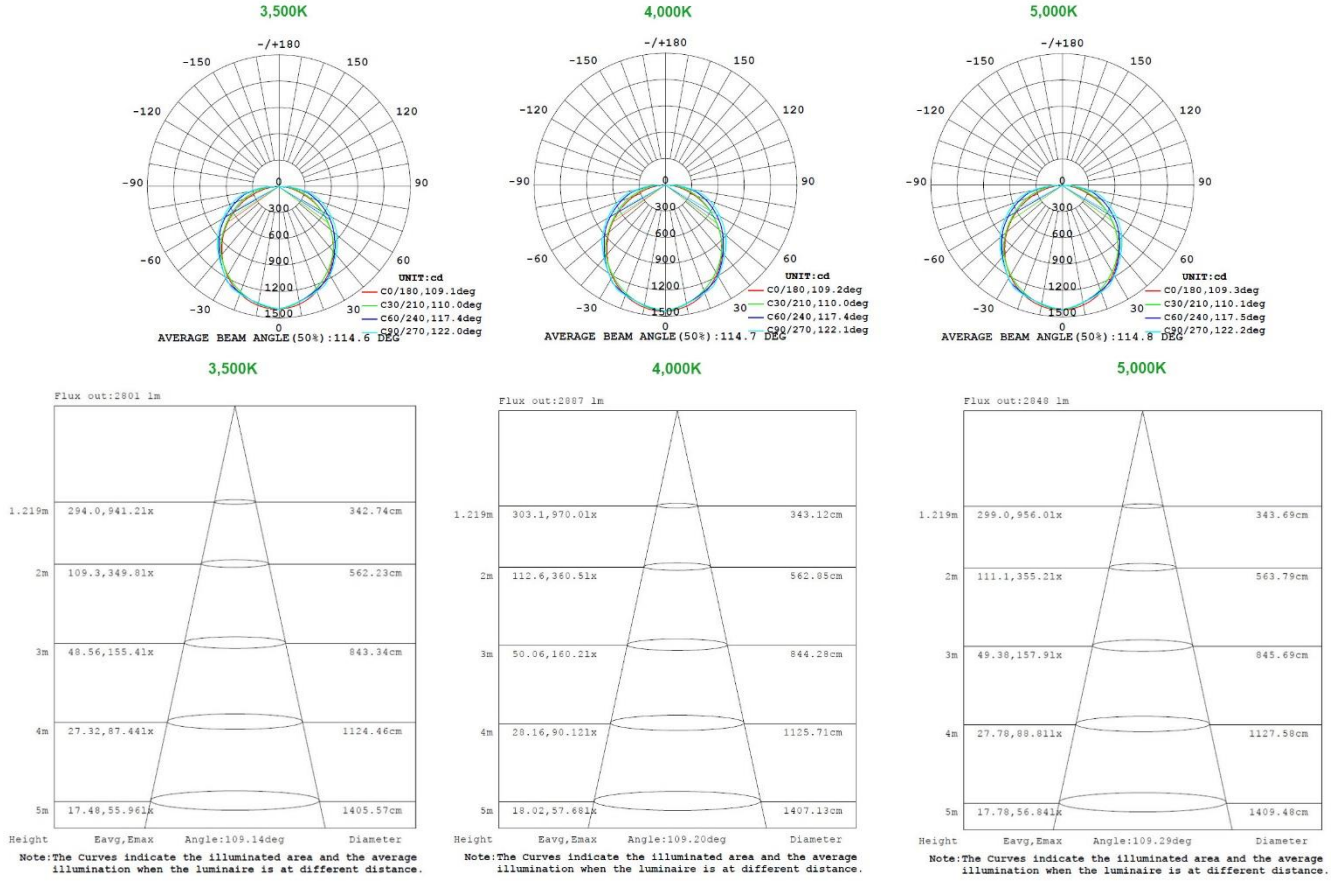 3,500K
-/+180
-150
150
-120
120
-90
90
-60
60
-30
30
0
0
300
600
900
1200
1500
UNIT:cd
C0/180,109.1deg
C30/210,110.0deg
C60/240,117.4deg
C90/270,122.0deg
AVERAGE BEAM ANGLE(50%):114.6 DEG
4,000K
-/+180
-150
150
-120
120
-90
90
-60
60
-30
30
0
0
300
600
900
1200
1500
UNIT:cd
C0/180,109.2deg
C30/210,110.0deg
C60/240,117.4deg
C90/270,122.1deg
AVERAGE BEAM ANGLE(50%):114.7 DEG
5,000K
-/+180
-150
150
-120
120
-90
90
-60
60
-30
30
0
0
300
600
900
1200
1500
UNIT:cd
C0/180,109.3deg
C30/210,110.1deg
C60/240,117.5deg
C90/270,122.2deg
AVERAGE BEAM ANGLE(50%):114.8 DEG
3,500K
Flux out:2801 lm
1.219m 294.0,941.2lx 342.74cm
2m 109.3,349.8lx 562.23cm
3m 48.56,155.4lx 843.34cm
4m 27.32,87.44lx 1124.46cm
5m 17.48,55.96lx 1405.57cm
Height Eavg,Emax Angle:109.14deg Diameter
Note:The Curves indicate the illuminated area and the average
illumination when the luminaire is at different distance.
4,000K
Flux out:2887 lm
1.219m 303.1,970.0lx 343.12cm
2m 112.6,360.5lx 562.85cm
3m 50.06,160.2lx 844.28cm
4m 28.16,90.12lx 1125.71cm
5m 18.02,57.68lx 1407.13cm
Height Eavg,Emax Angle:109.20deg Diameter
Note:The Curves indicate the illuminated area and the average
illumination when the luminaire is at different distance.
5,000K
Flux out:2848 lm
1.219m 299.0,956.0lx 343.69cm
2m 111.1,355.2lx 563.79cm
3m 49.38,157.9lx 845.69cm
4m 27.78,88.81lx 1127.58cm
5m 17.78,56.84lx 1409.48cm
Height Eavg,Emax Angle:109.29deg Diameter
Note:The Curves indicate the illuminated area and the average
illumination when the luminaire is at different distance.